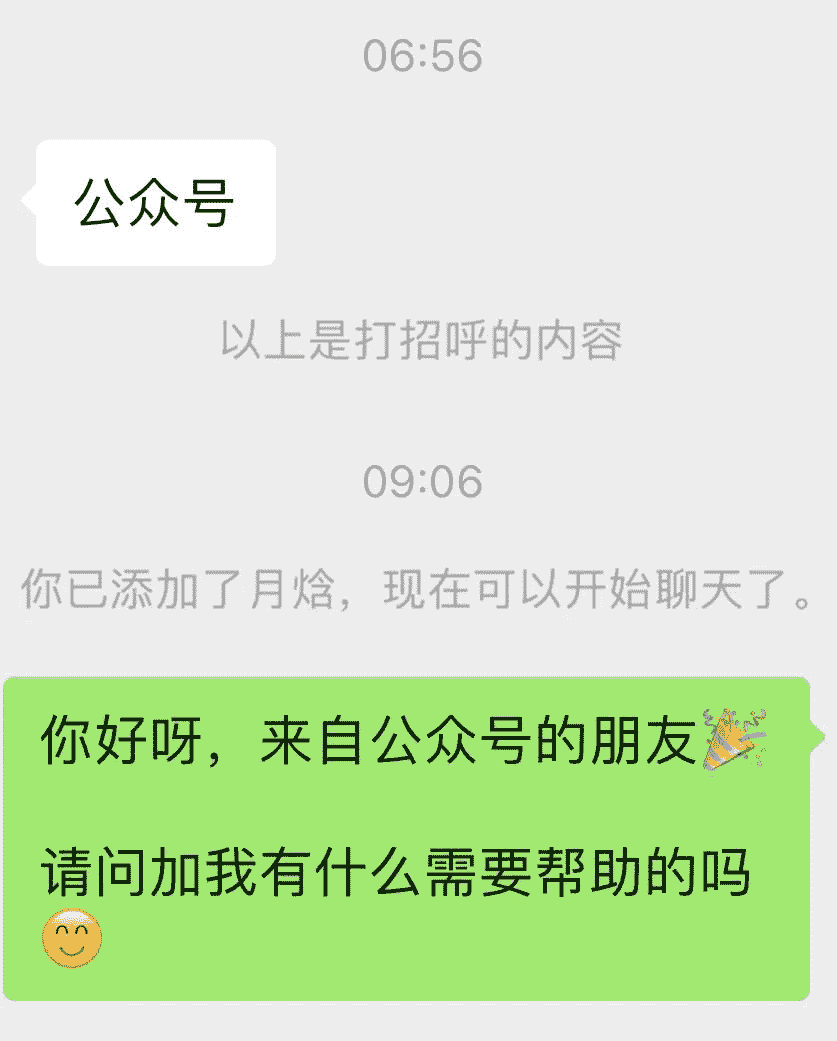 06:56
公众号
以上是打招呼的内容
09:06
你已添加了月焓，现在可以开始聊天了。
你好呀，来自公众号的朋友🎉
请问加我有什么需要帮助的吗
😊